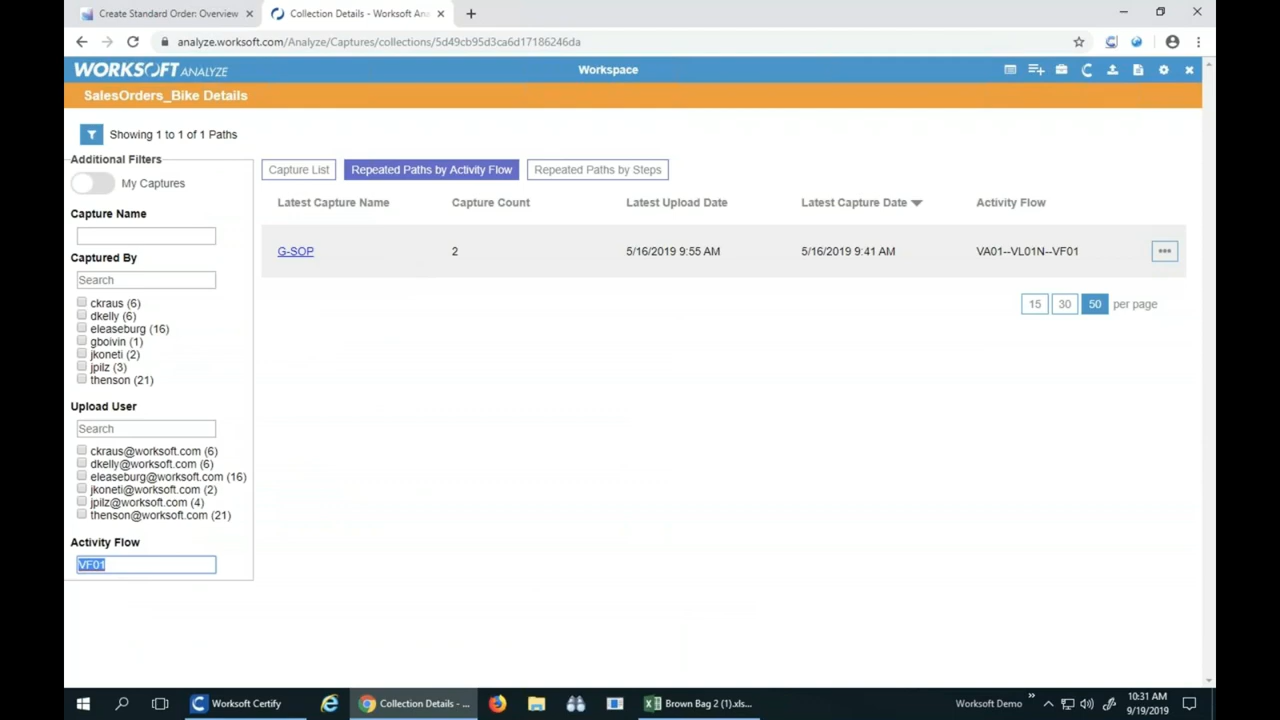 Create Standard Order: Overview
Collection Details - Worksoft Ana
analyze.worksoft.com/Analyze/Captures/collections/5d49cb95d3ca6d17186246da
WORKSOFT ANALYZE
Workspace
SalesOrders_Bike Details
Showing 1 to 1 of 1 Paths
Additional Filters
My Captures
Capture Name
Captured By
Search
ckraus (6)
dkelly (6)
eleaseburg (16)
gboivin (1)
jkoneti (2)
jpilz (3)
thenson (21)
Upload User
Search
ckraus@worksoft.com (6)
dkelly@worksoft.com (6)
eleaseburg@worksoft.com (16)
jkoneti@worksoft.com (2)
jpilz@worksoft.com (4)
thenson@worksoft.com (21)
Activity Flow
VF01
Capture List Repeated Paths by Activity Flow Repeated Paths by Steps
Latest Capture Name Capture Count Latest Upload Date Latest Capture Date Activity Flow
G-SOP 2 5/16/2019 9:55 AM 5/16/2019 9:41 AM VA01--VL01N--VF01
15 30 50 per page
Worksoft Certify
Collection Details - ...
Brown Bag 2 (1).xls...
Worksoft Demo
10:31 AM
9/19/2019